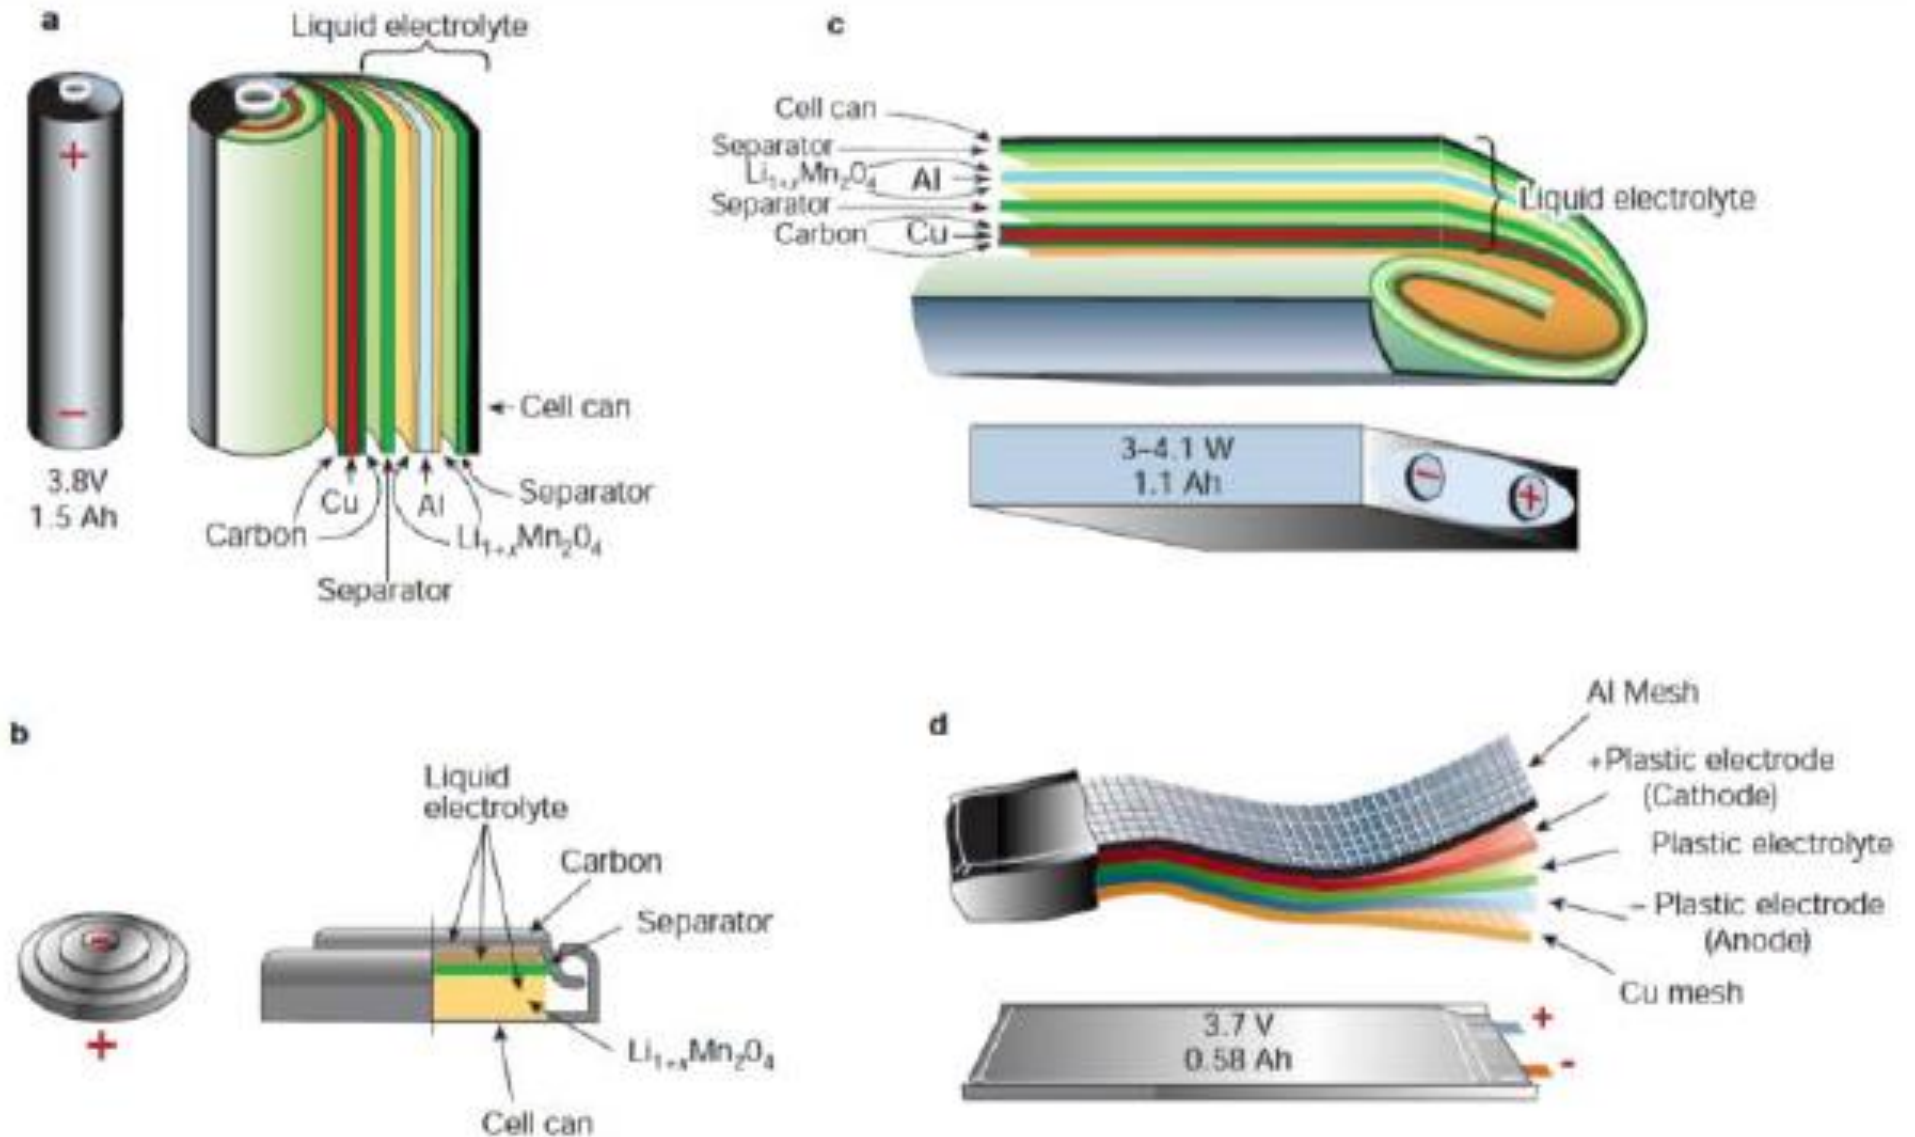 a
Liquid electrolyte
+
−
3.8V
1.5 Ah
Cell can
Separator
Cu
Al
Carbon
Li₁₊ₓMn₂O₄
Separator
c
Cell can
Separator
Li₁₊ₓMn₂O₄ Al
Separator
Carbon Cu
Liquid electrolyte
3–4.1 W
1.1 Ah
−
+
b
Liquid
electrolyte
Carbon
Separator
Li₁₊ₓMn₂O₄
Cell can
−
+
d
Al Mesh
+Plastic electrode
(Cathode)
Plastic electrolyte
– Plastic electrode
(Anode)
Cu mesh
3.7 V
0.58 Ah
+
-